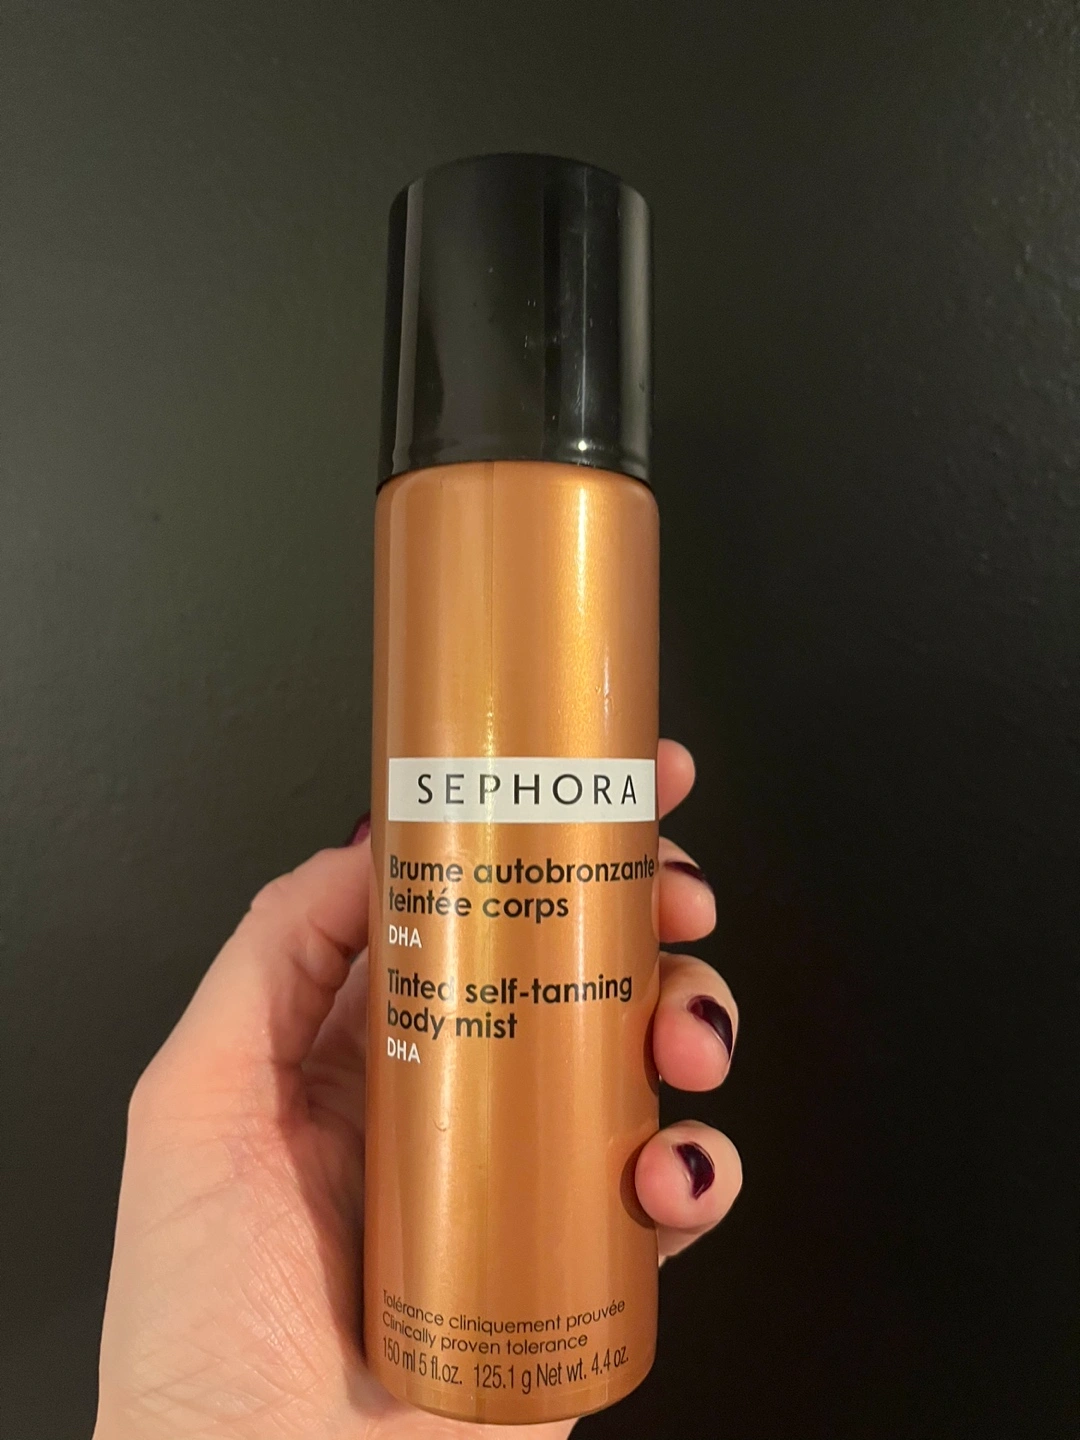 SEPHORA
Brume autobronzante
teintée corps
DHA
Tinted self-tanning
body mist
DHA
Tolérance cliniquement prouvée
Clinically proven tolerance
150 ml 5 fl.oz. 125.1 g Net wt. 4.4 oz.